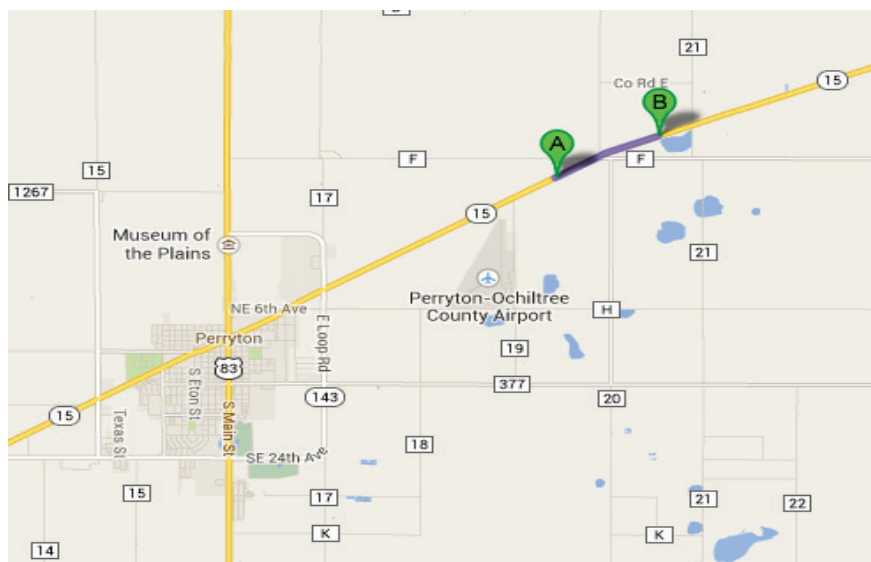 21
Co Rd E
15
B
A
F
F
15
17
1267
15
21
Museum of
the Plains
Perryton-Ochiltree
County Airport
NE 6th Ave
H
E Loop Rd
Perryton
19
83
S Eton St
377
143
20
15
Texas St
S Main St
18
SE 24th Ave
15
17
21
22
K
K
14